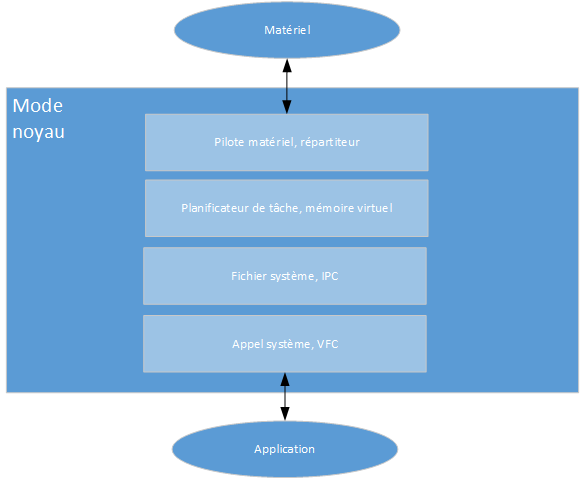 Matériel
Mode
noyau
Pilote matériel, répartiteur
Planificateur de tâche, mémoire virtuel
Fichier système, IPC
Appel système, VFC
Application